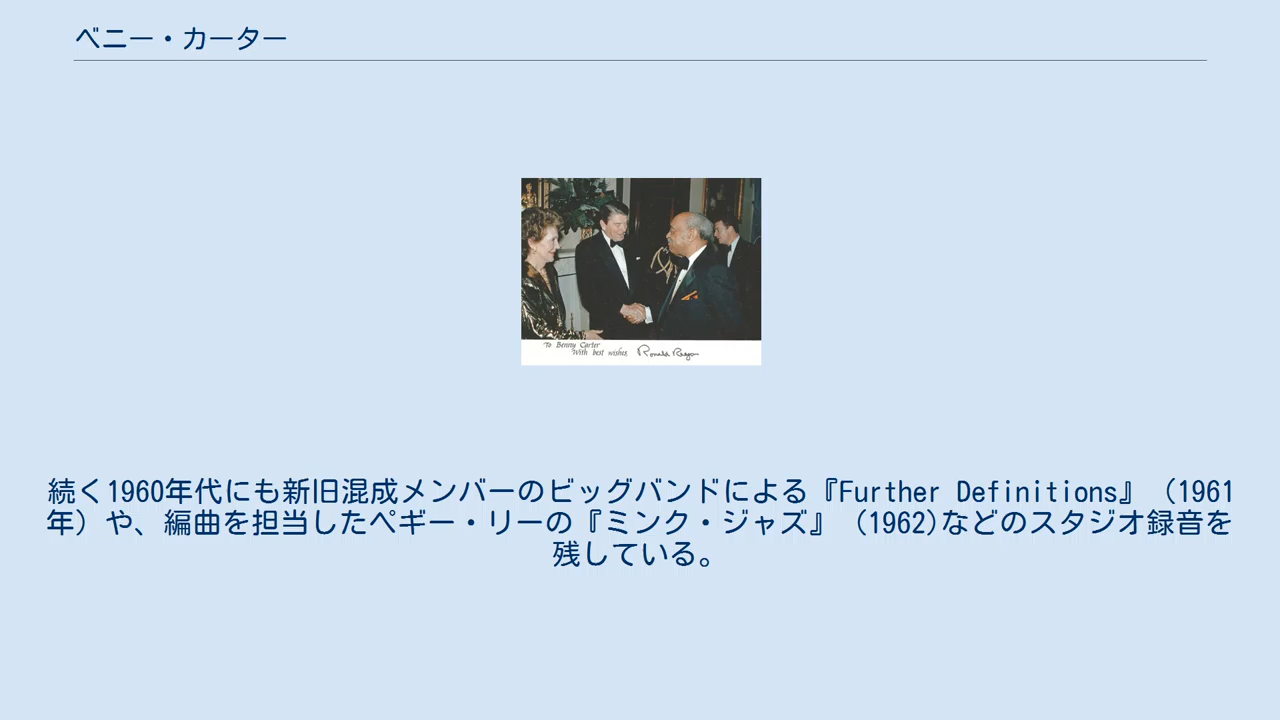 ベニー・カーター
To Benny Carter
With best wishes, Ronald Reagan
続く1960年代にも新旧混成メンバーのビッグバンドによる『Further Definitions』（1961
年）や、編曲を担当したペギー・リーの『ミンク・ジャズ』（1962)などのスタジオ録音を
残している。